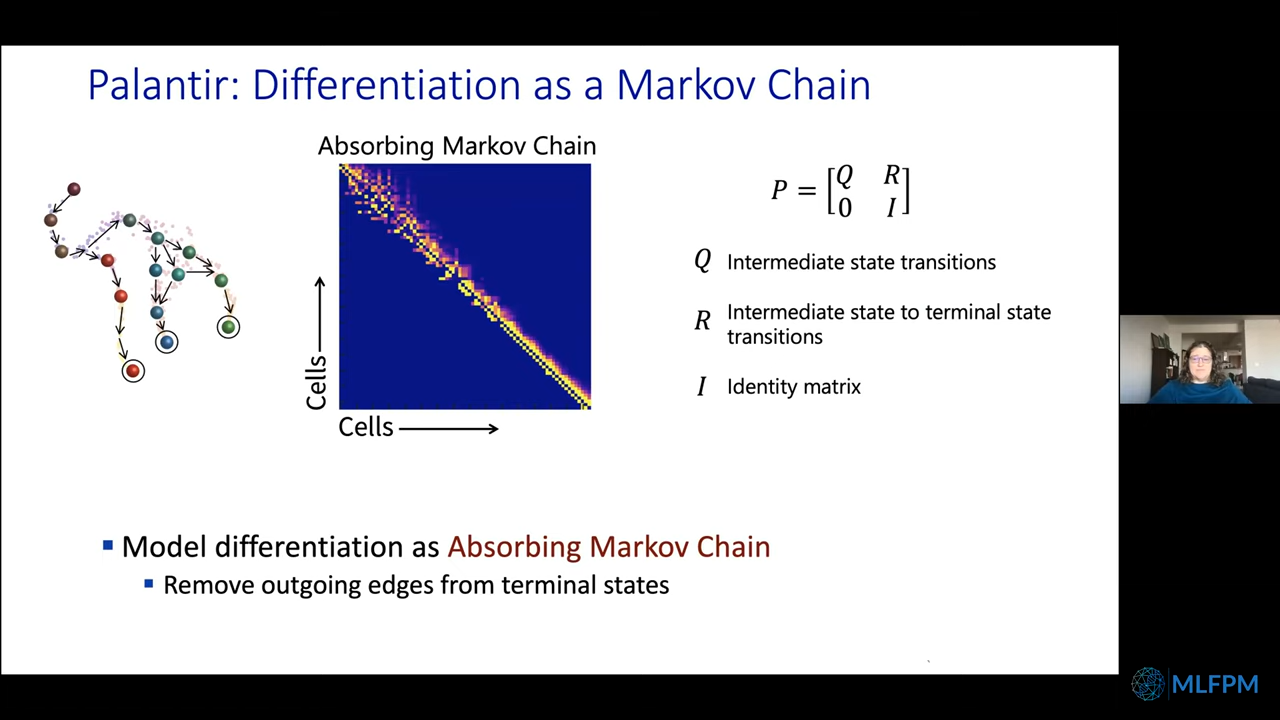 Palantir: Differentiation as a Markov Chain
Absorbing Markov Chain
Cells
Cells
P = [Q R
0 I]
Q Intermediate state transitions
R Intermediate state to terminal state
transitions
I Identity matrix
Model differentiation as Absorbing Markov Chain
Remove outgoing edges from terminal states
MLFPM